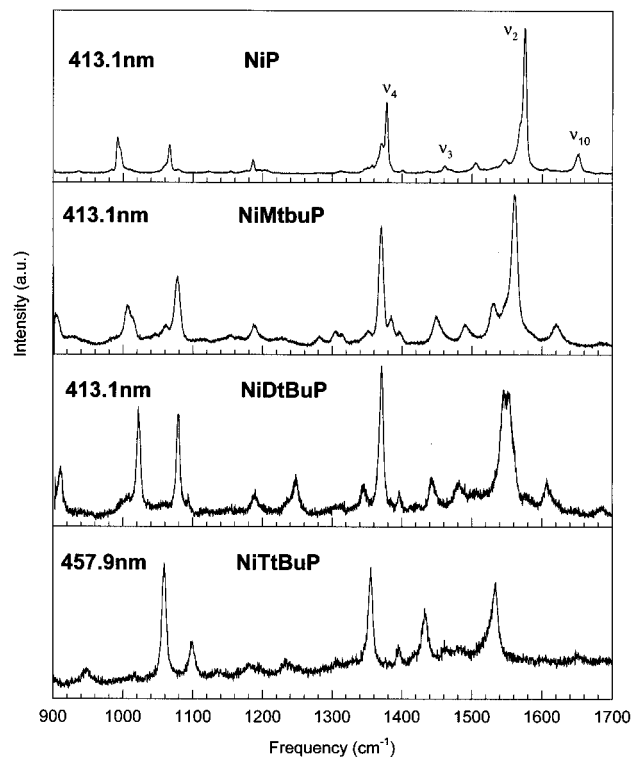 413.1nm NiP
ν4
ν3
ν2
ν10
413.1nm NiMtbuP
413.1nm NiDtBuP
457.9nm NiTtBuP
Intensity (a.u.)
900 1000 1100 1200 1300 1400 1500 1600 1700
Frequency (cm⁻¹)